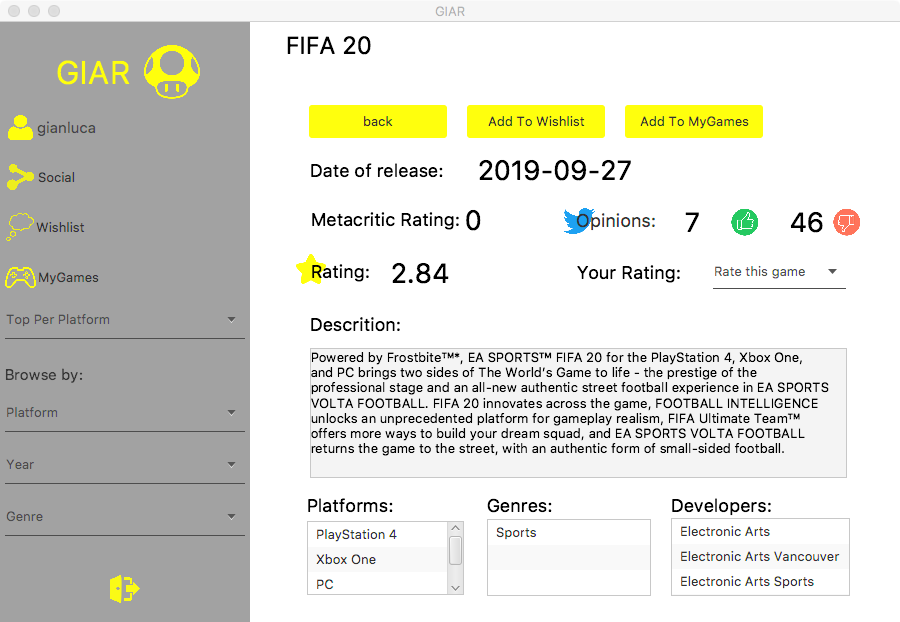 GIAR
GIAR
gianluca
Social
Wishlist
MyGames
Top Per Platform
Browse by:
Platform
Year
Genre
FIFA 20
back
Add To Wishlist
Add To MyGames
Date of release: 2019-09-27
Metacritic Rating: 0
Opinions: 7 46
Rating: 2.84
Your Rating: Rate this game
Descrition:
Powered by Frostbite™*, EA SPORTS™ FIFA 20 for the PlayStation 4, Xbox One,
and PC brings two sides of The World's Game to life - the prestige of the
professional stage and an all-new authentic street football experience in EA SPORTS
VOLTA FOOTBALL. FIFA 20 innovates across the game, FOOTBALL INTELLIGENCE
unlocks an unprecedented platform for gameplay realism, FIFA Ultimate Team™
offers more ways to build your dream squad, and EA SPORTS VOLTA FOOTBALL
returns the game to the street, with an authentic form of small-sided football.
Platforms:
PlayStation 4
Xbox One
PC
Genres:
Sports
Developers:
Electronic Arts
Electronic Arts Vancouver
Electronic Arts Sports